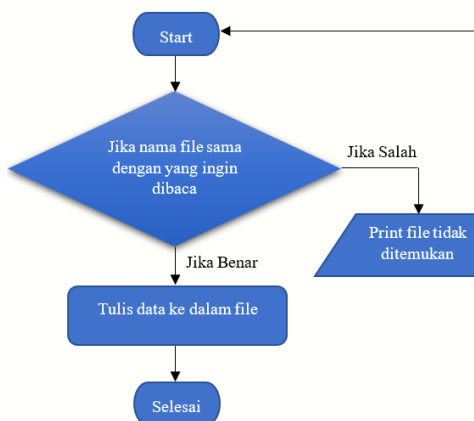 Start
Jika nama file sama
dengan yang ingin
dibaca
Jika Salah
Print file tidak
ditemukan
Jika Benar
Tulis data ke dalam file
Selesai